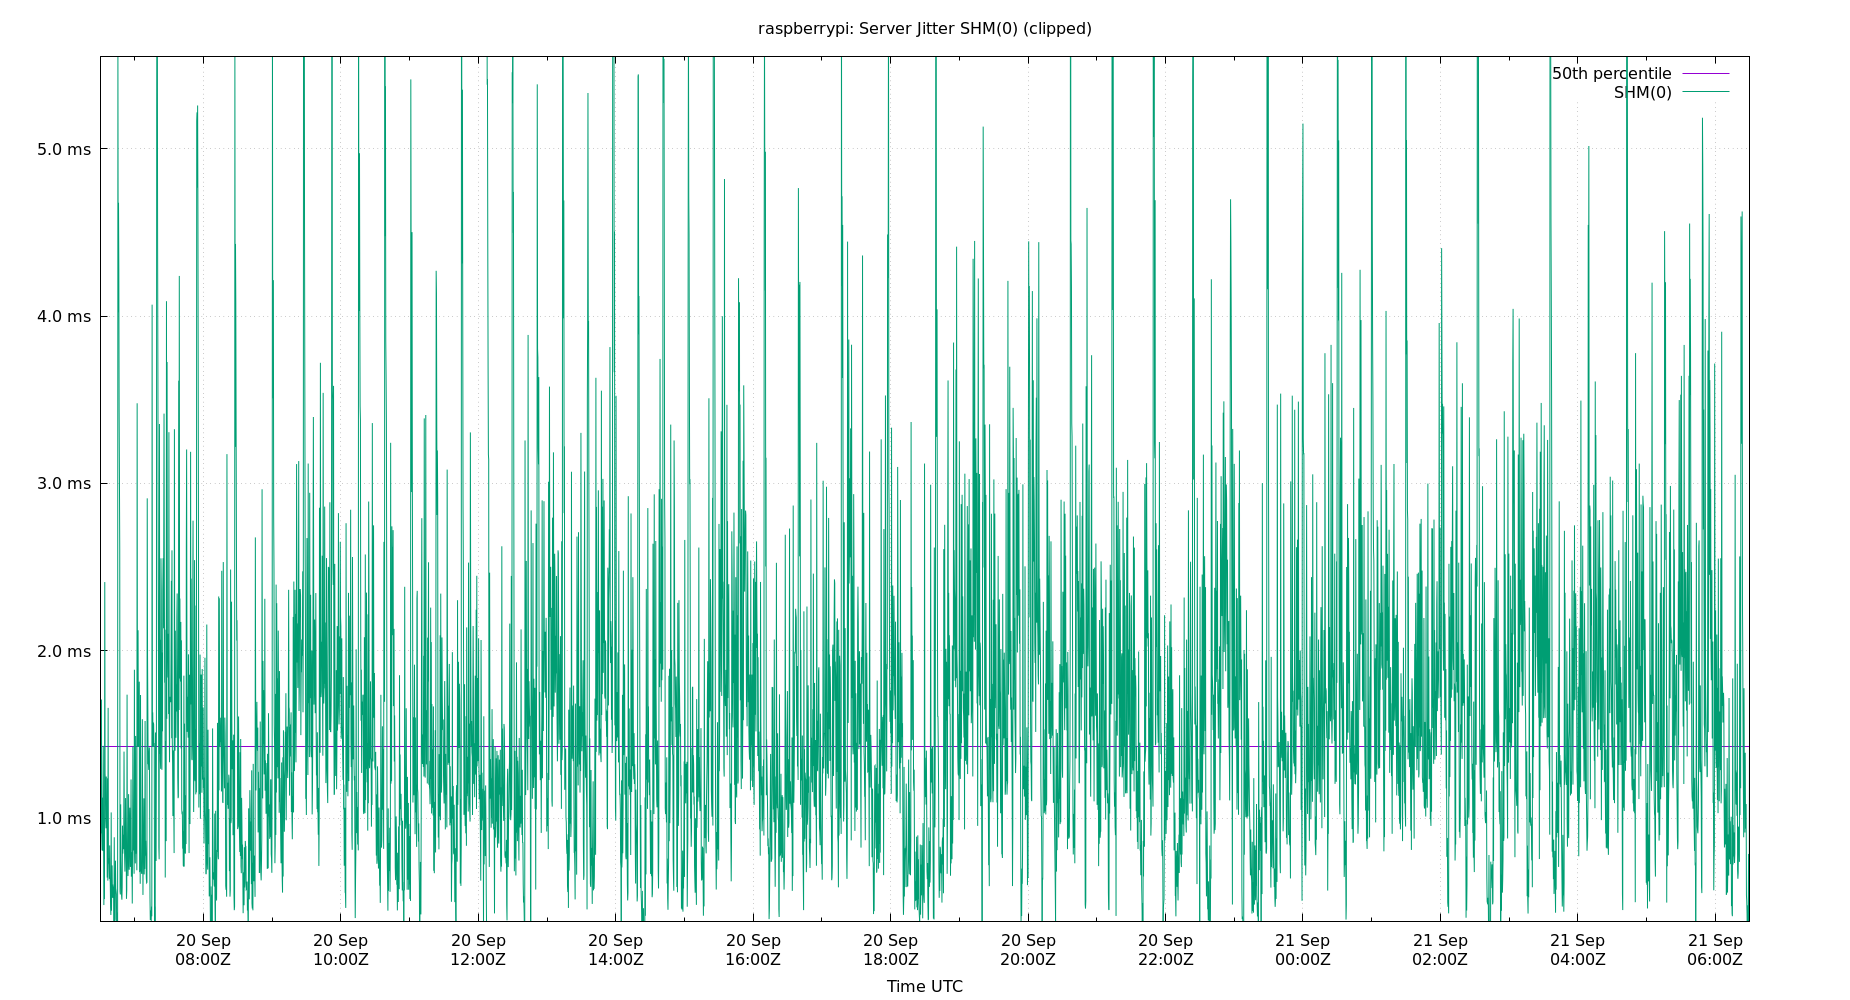 raspberrypi: Server Jitter SHM(0) (clipped)
50th percentile
SHM(0)
5.0 ms
4.0 ms
3.0 ms
2.0 ms
1.0 ms
20 Sep 20 Sep 20 Sep 20 Sep 20 Sep 20 Sep 20 Sep 20 Sep 21 Sep 21 Sep 21 Sep 21 Sep
08:00Z 10:00Z 12:00Z 14:00Z 16:00Z 18:00Z 20:00Z 22:00Z 00:00Z 02:00Z 04:00Z 06:00Z
Time UTC